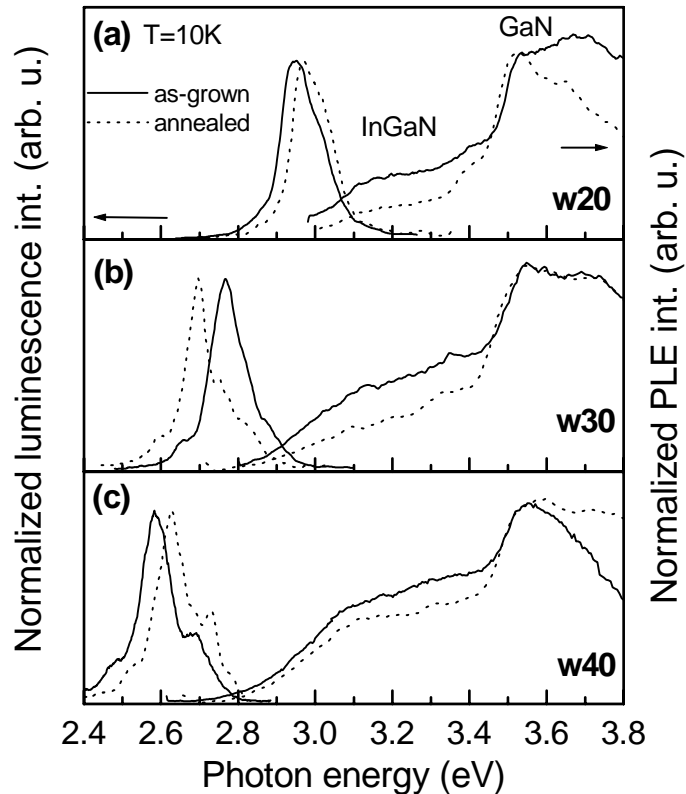 (a) T=10K
GaN
as-grown
annealed
InGaN
w20
(b)
w30
(c)
w40
2.4 2.6 2.8 3.0 3.2 3.4 3.6 3.8
Photon energy (eV)
Normalized luminescence int. (arb. u.)
Normalized PLE int. (arb. u.)